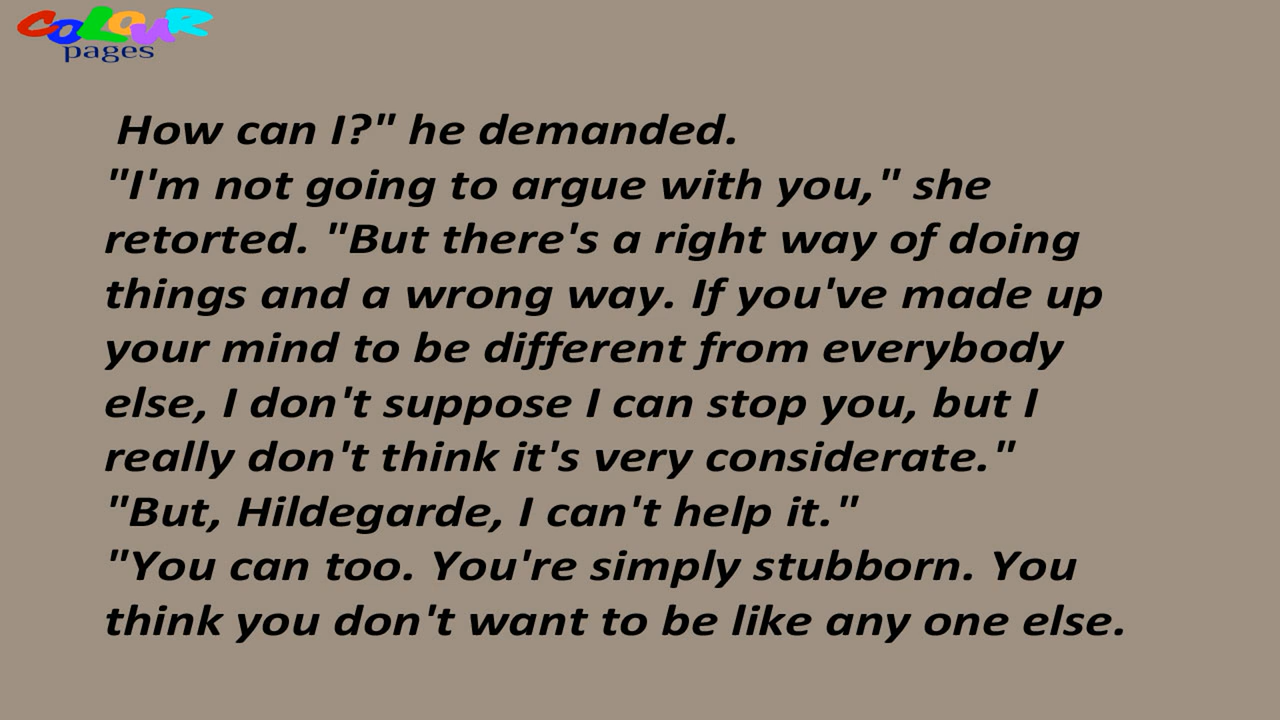 COLOUR
pages
How can I?" he demanded.
"I'm not going to argue with you," she
retorted. "But there's a right way of doing
things and a wrong way. If you've made up
your mind to be different from everybody
else, I don't suppose I can stop you, but I
really don't think it's very considerate."
"But, Hildegarde, I can't help it."
"You can too. You're simply stubborn. You
think you don't want to be like any one else.